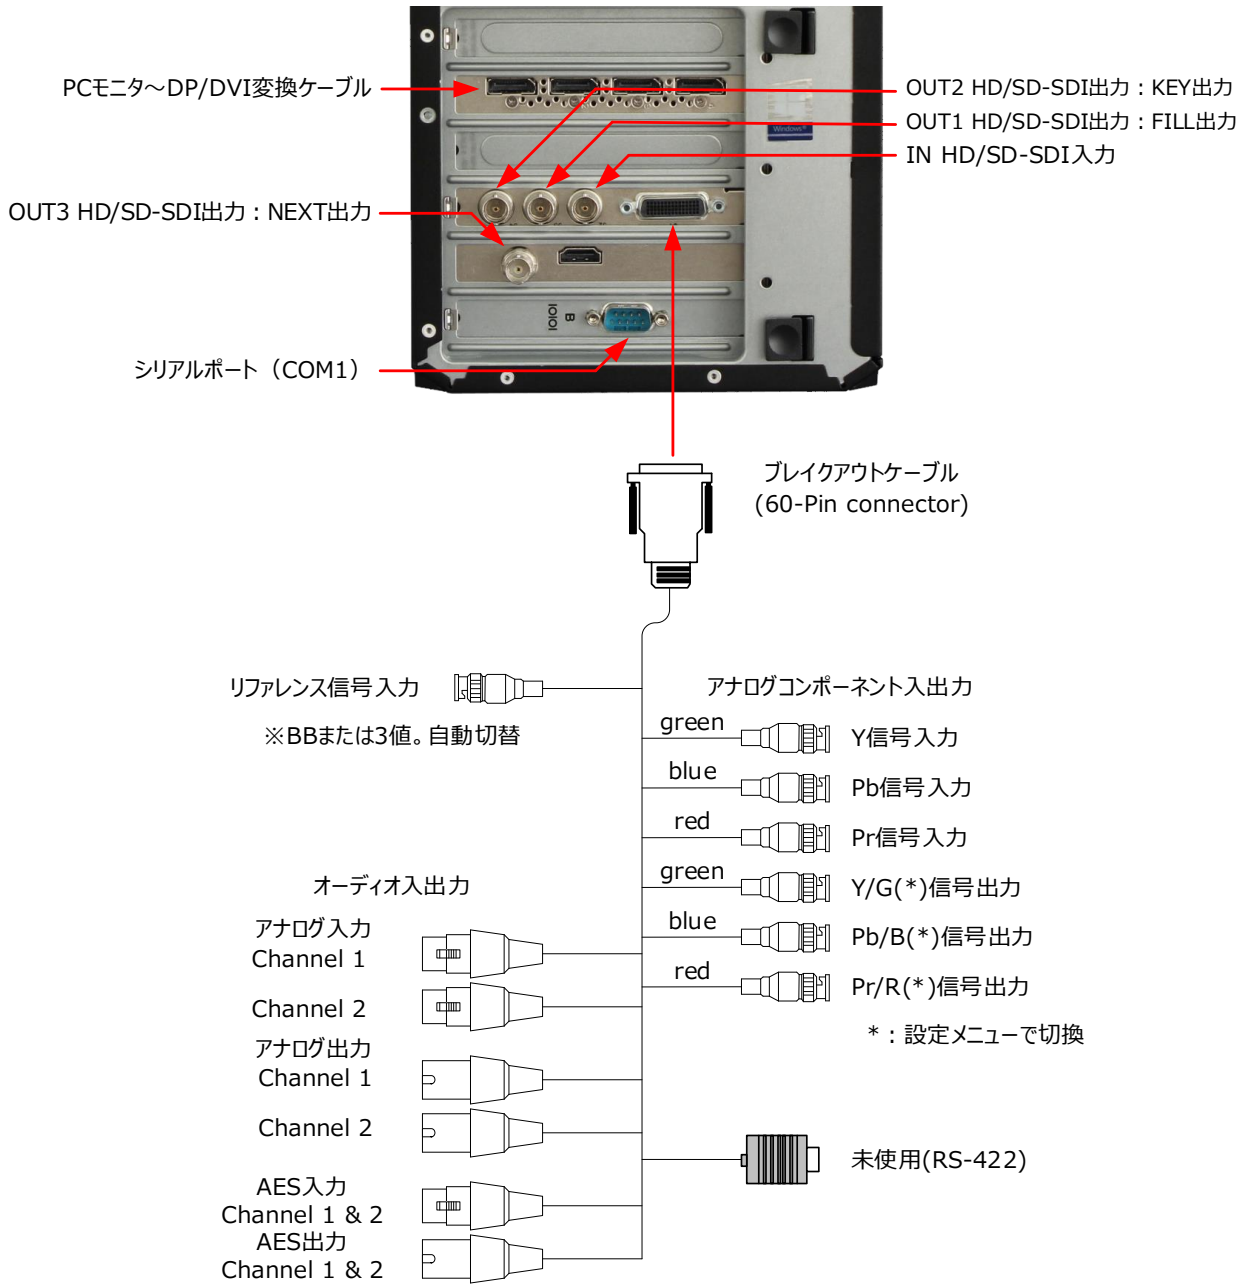 PCモニタ～DP/DVI変換ケーブル
OUT2 HD/SD-SDI出力：KEY出力
OUT1 HD/SD-SDI出力：FILL出力
IN HD/SD-SDI入力
Windows
OUT3 HD/SD-SDI出力：NEXT出力
B
IOIOI
シリアルポート（COM1）
ブレイクアウトケーブル
(60-Pin connector)
リファレンス信号入力
※BBまたは3値。自動切替
アナログコンポーネント入出力
green
Y信号入力
blue
Pb信号入力
red
Pr信号入力
green
Y/G(*)信号出力
blue
Pb/B(*)信号出力
red
Pr/R(*)信号出力
*：設定メニューで切換
オーディオ入出力
アナログ入力
Channel 1
Channel 2
アナログ出力
Channel 1
Channel 2
未使用(RS-422)
AES入力
Channel 1 & 2
AES出力
Channel 1 & 2